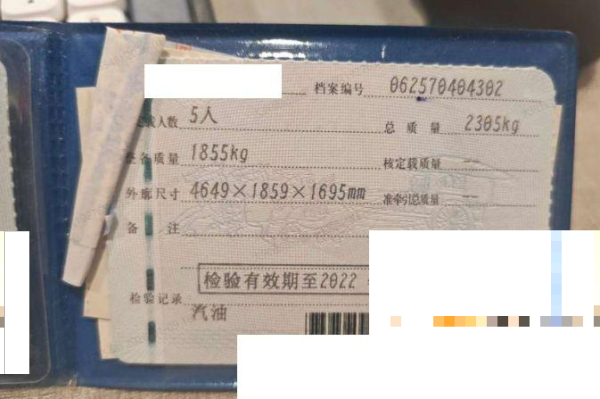 档案编号 062570404302
人数 5人
总质量 2305kg
整备质量 1855kg
核定载质量 --
外廓尺寸 4649×1859×1695mm
准牵引总质量 --
备注
检验有效期至2022
检验记录
汽油